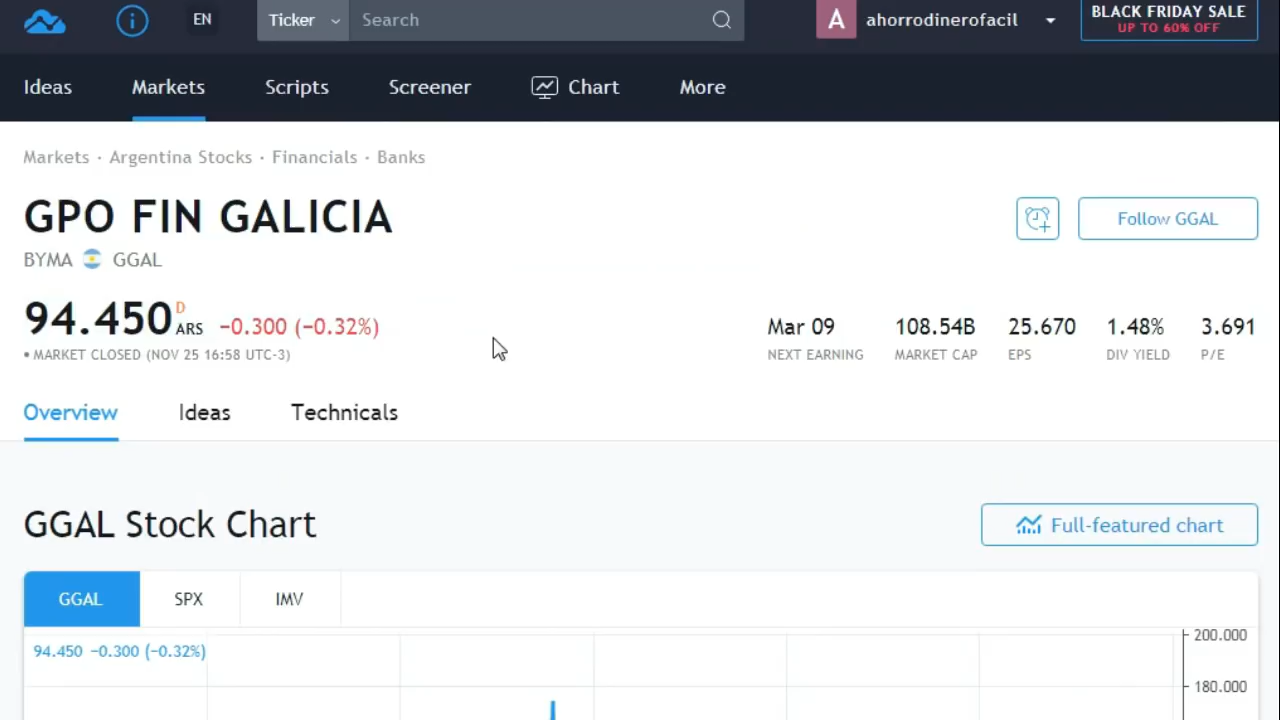 EN
Ticker
Search
A ahorrodinerofacil
BLACK FRIDAY SALE
UP TO 60% OFF
Ideas Markets Scripts Screener Chart More
Markets · Argentina Stocks · Financials · Banks
GPO FIN GALICIA
Follow GGAL
BYMA GGAL
94.450 D ARS −0.300 (−0.32%)
• MARKET CLOSED (NOV 25 16:58 UTC-3)
Mar 09 108.54B 25.670 1.48% 3.691
NEXT EARNING MARKET CAP EPS DIV YIELD P/E
Overview Ideas Technicals
GGAL Stock Chart
Full-featured chart
GGAL SPX IMV
94.450 −0.300 (−0.32%)
200.000
180.000